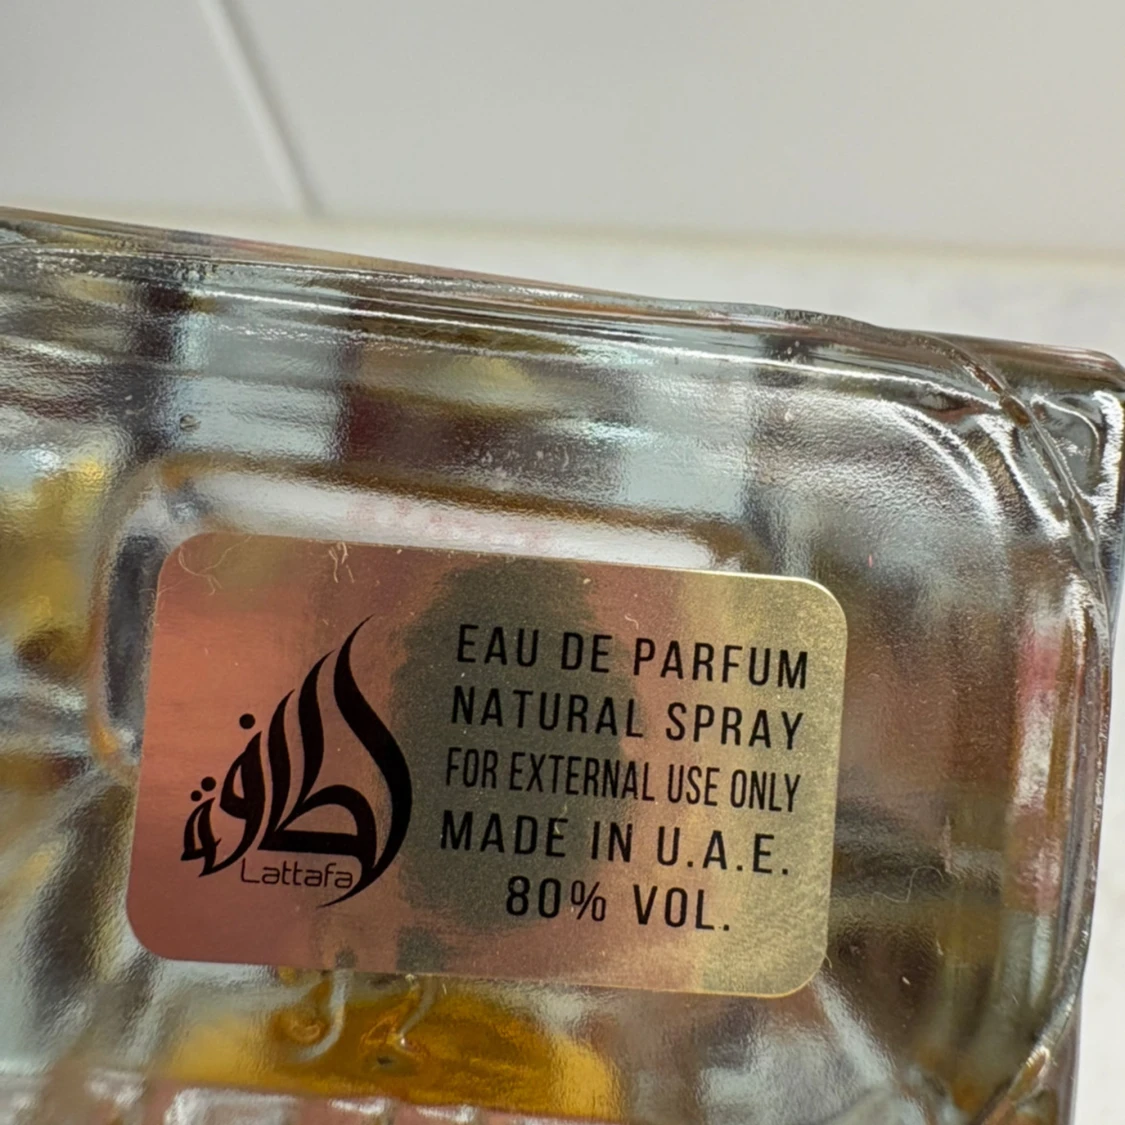 لطافة
Lattafa
EAU DE PARFUM
NATURAL SPRAY
FOR EXTERNAL USE ONLY
MADE IN U.A.E.
80% VOL.